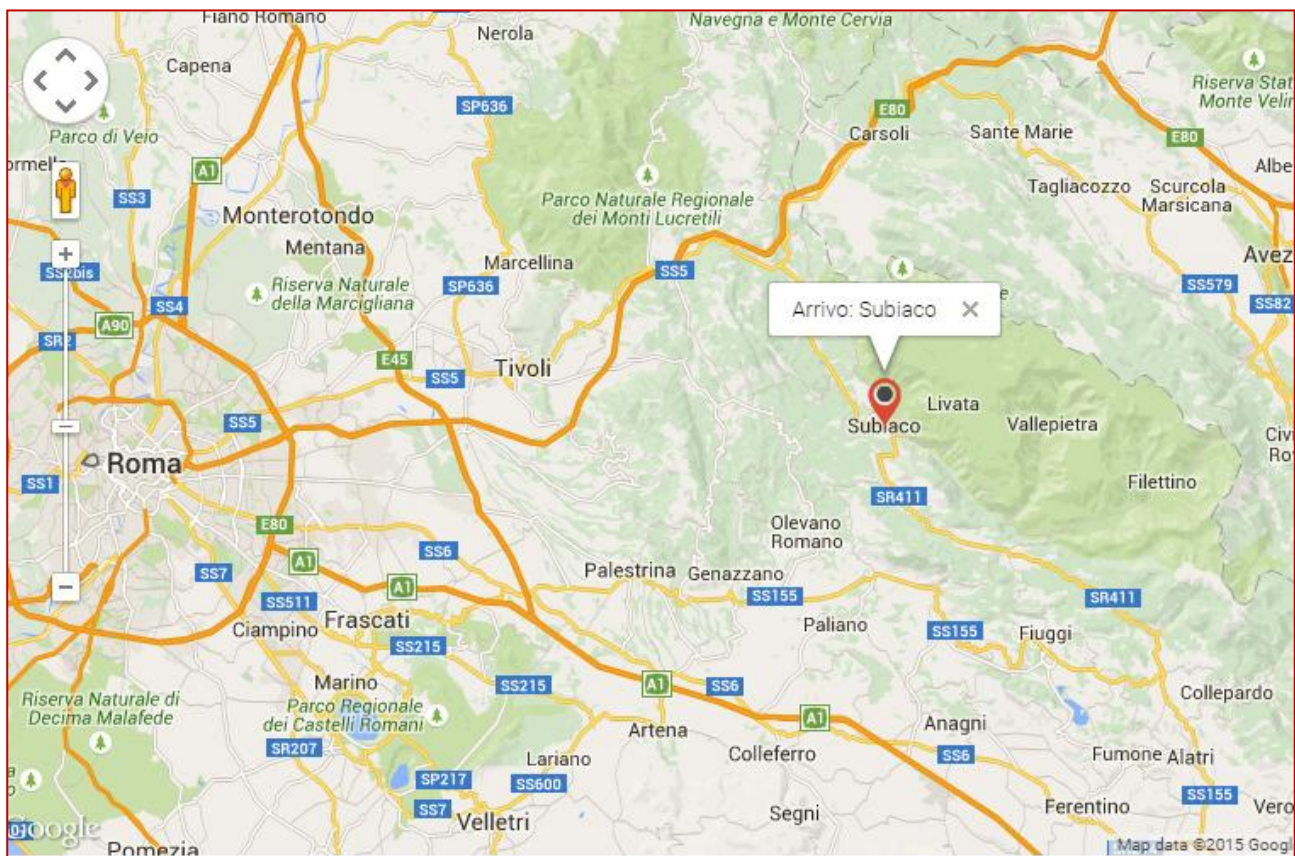 Fiano Romano
Navegna e Monte Cervia
Nerola
Capena
Riserva Stat
Monte Velin
SP636
E80
Parco di Veio
Carsoli
Sante Marie
E80
A1
SS3
Parco Naturale Regionale
dei Monti Lucretili
Tagliacozzo
Scurcola
Marsicana
Albe
Monterotondo
Mentana
Avez
SS2bis
Riserva Naturale
della Marcigliana
Marcellina
SP636
SS5
SS579
SS82
SS4
Arrivo: Subiaco
A90
SR2
E45
Tivoli
SS5
Livata
SS5
Subiaco
Vallepietra
Roma
SS1
Filettino
SR411
E80
Olevano
Romano
SS6
A1
SS7
Palestrina
Genazzano
A1
SS155
SR411
SS511
Frascati
Ciampino
Paliano
SS155
Fiuggi
SS215
Marino
SS215
A1
SS6
Collepardo
Riserva Naturale di
Decima Malafede
Parco Regionale
dei Castelli Romani
A1
Artena
Anagni
SR207
Lariano
Colleferro
SS6
Fumone
Alatri
SP217
SS600
SS7
SS155
Velletri
Segni
Ferentino
Vero
Google
Pomezia
Map data ©2015 Googl